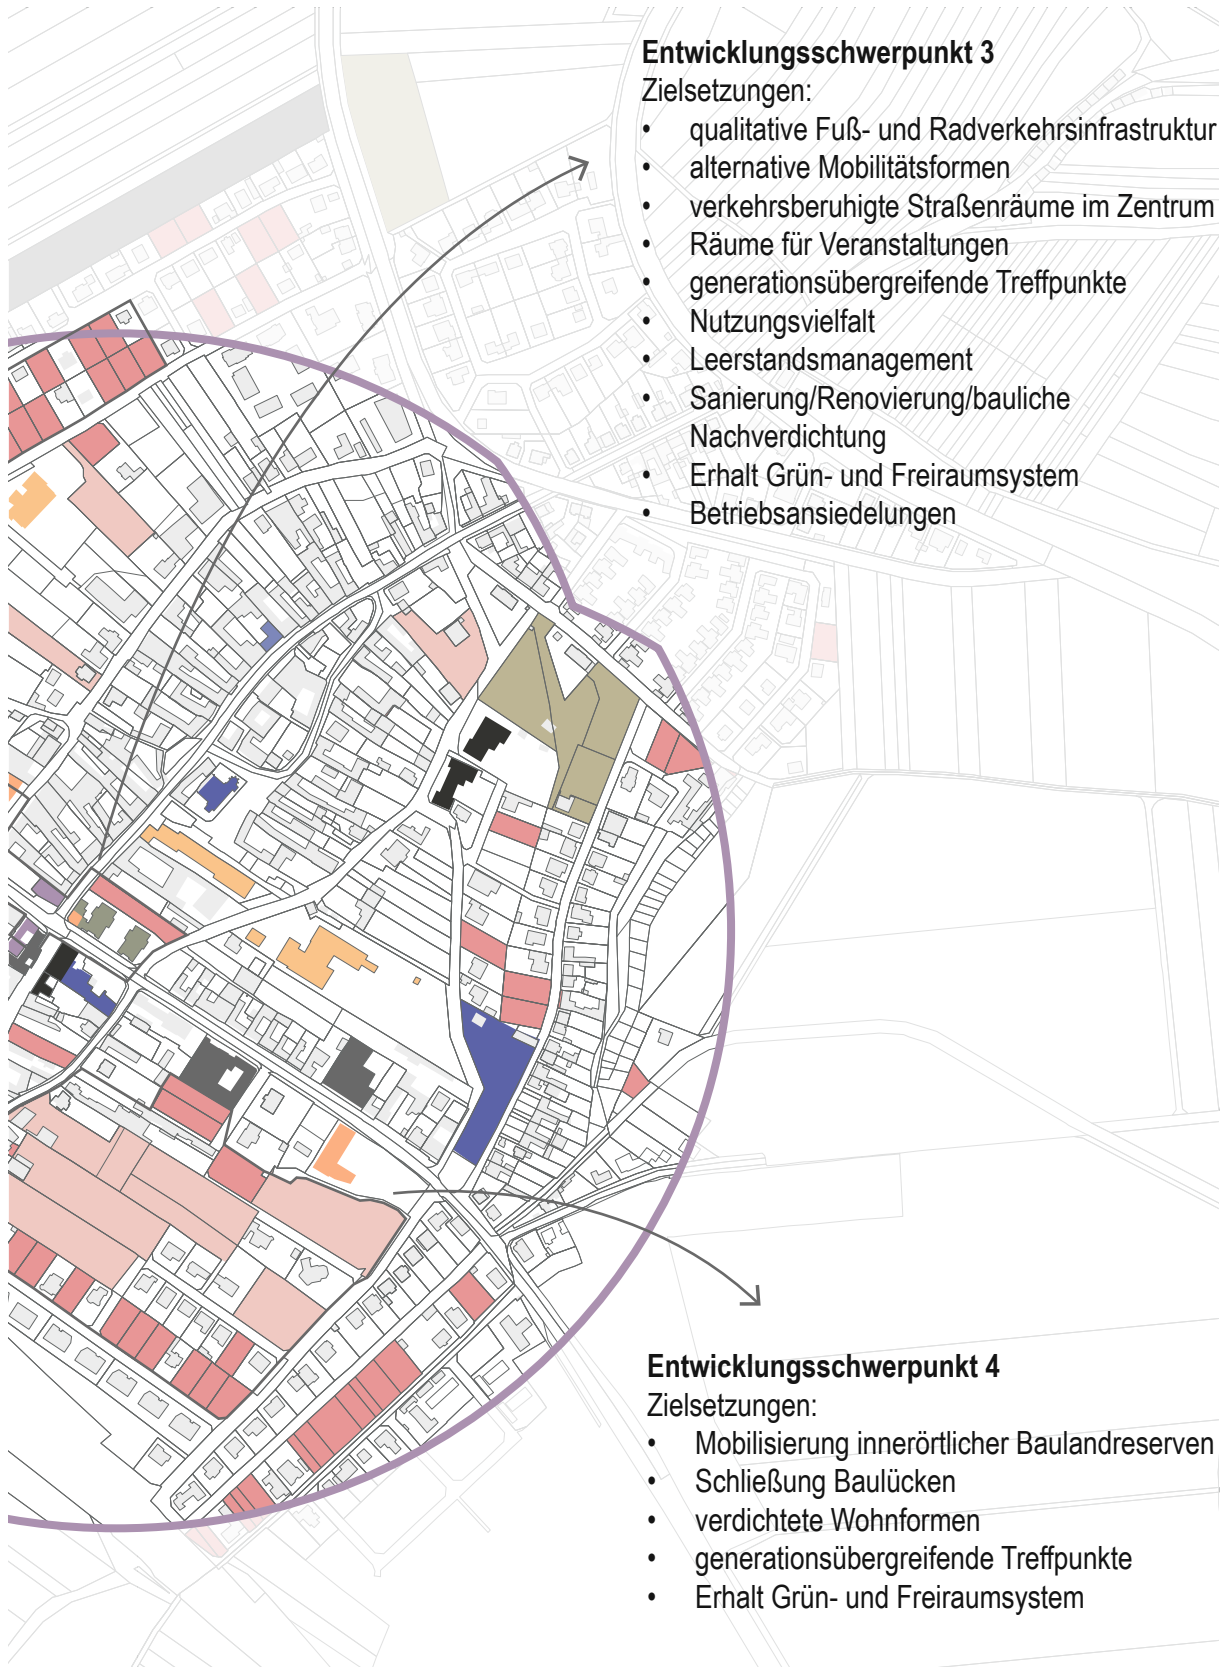 Entwicklungsschwerpunkt 3
Zielsetzungen:
• qualitative Fuß- und Radverkehrsinfrastruktur
• alternative Mobilitätsformen
• verkehrsberuhigte Straßenräume im Zentrum
• Räume für Veranstaltungen
• generationsübergreifende Treffpunkte
• Nutzungsvielfalt
• Leerstandsmanagement
• Sanierung/Renovierung/bauliche
Nachverdichtung
• Erhalt Grün- und Freiraumsystem
• Betriebsansiedelungen
Entwicklungsschwerpunkt 4
Zielsetzungen:
• Mobilisierung innerörtlicher Baulandreserven
• Schließung Baulücken
• verdichtete Wohnformen
• generationsübergreifende Treffpunkte
• Erhalt Grün- und Freiraumsystem